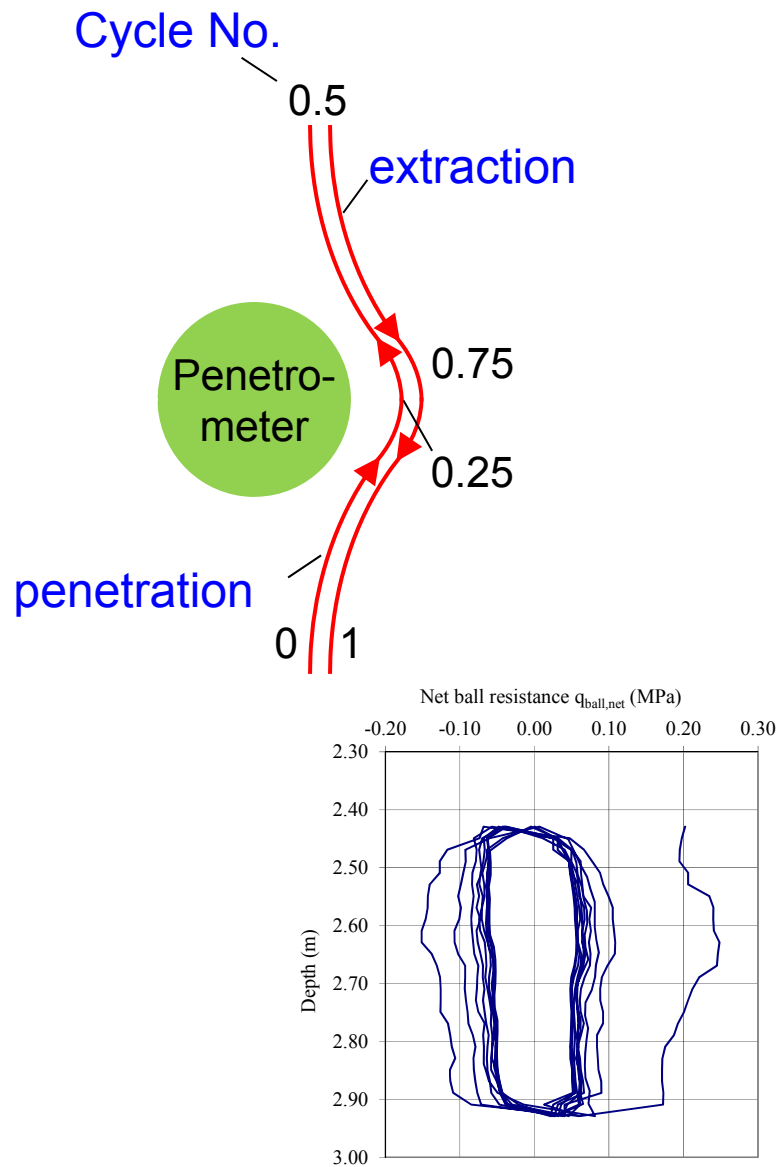 Cycle No.
0.5
extraction
Penetro-
meter
0.75
0.25
penetration
0 1
Net ball resistance qball,net (MPa)
-0.20 -0.10 0.00 0.10 0.20 0.30
2.30
2.40
2.50
2.60
2.70
2.80
2.90
3.00
Depth (m)